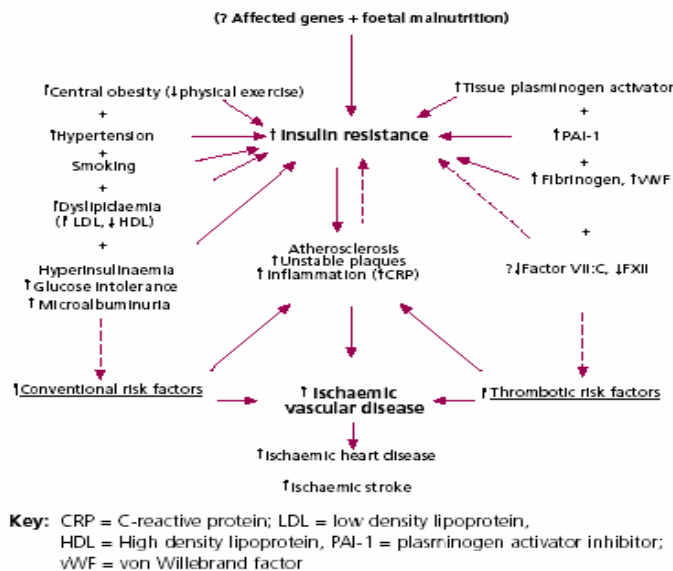 (? Affected genes + foetal malnutrition)
↑Central obesity (↓physical exercise)
+
↑Hypertension
+
Smoking
+
↑Dyslipidaemia
(↑ LDL, ↓ HDL)
+
Hyperinsulinaemia
↑ Glucose intolerance
↑ Microalbuminuria
↑Conventional risk factors
↑ Insulin resistance
Atherosclerosis
↑Unstable plaques
↑ Inflammation (↑CRP)
↑ Ischaemic
vascular disease
↑Ischaemic heart disease
↑Ischaemic stroke
↑Tissue plasminogen activator
+
↑PAI-1
+
↑ Fibrinogen, ↑vWF
+
?↓Factor VII:C, ↓FXII
↑Thrombotic risk factors
Key: CRP = C-reactive protein; LDL = low density lipoprotein,
HDL = High density lipoprotein, PAI-1 = plasminogen activator inhibitor;
vWF = von Willebrand factor